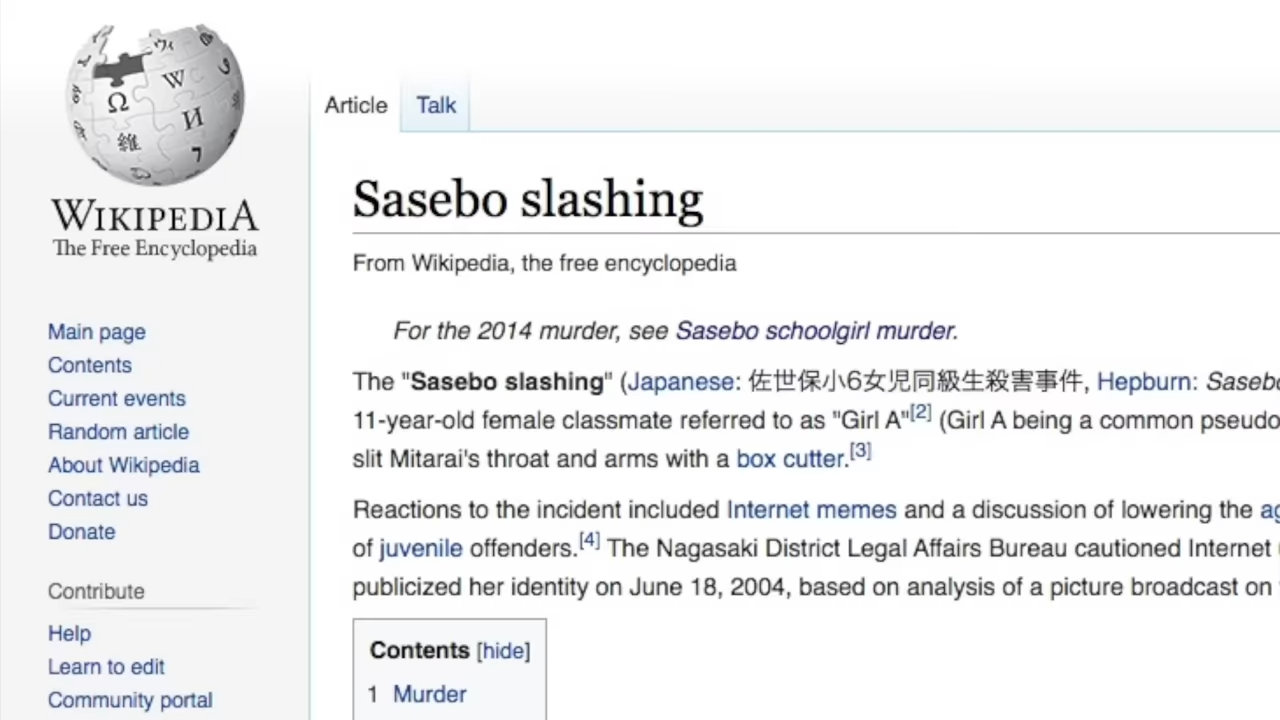 WIKIPEDIA
The Free Encyclopedia
Main page
Contents
Current events
Random article
About Wikipedia
Contact us
Donate
Contribute
Help
Learn to edit
Community portal
Article Talk
Sasebo slashing
From Wikipedia, the free encyclopedia
For the 2014 murder, see Sasebo schoolgirl murder.
The "Sasebo slashing" (Japanese: 佐世保小6女児同級生殺害事件, Hepburn: Sasebo
11-year-old female classmate referred to as "Girl A"[2] (Girl A being a common pseudo
slit Mitarai's throat and arms with a box cutter.[3]
Reactions to the incident included Internet memes and a discussion of lowering the ag
of juvenile offenders.[4] The Nagasaki District Legal Affairs Bureau cautioned Internet
publicized her identity on June 18, 2004, based on analysis of a picture broadcast on
Contents [hide]
1 Murder